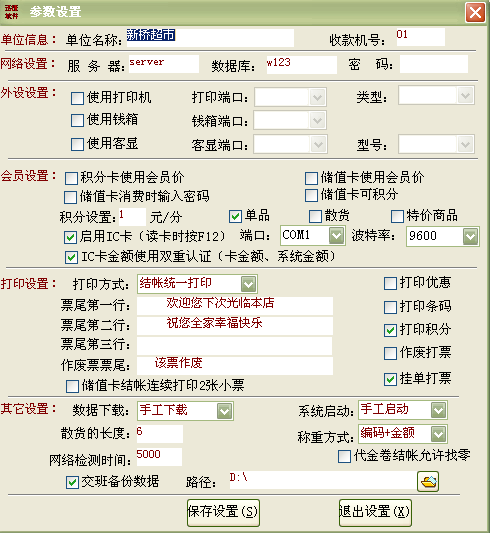 迅维软件 参数设置
单位信息: 单位名称: 新桥超市 收款机号: 01
网络设置: 服 务 器: server 数据库: w123 密 码:
外设设置: 使用打印机 打印端口: 类型:
使用钱箱 钱箱端口:
使用客显 客显端口: 型号:
会员设置: 积分卡使用会员价 储值卡使用会员价
储值卡消费时输入密码 储值卡可积分
积分设置: 1 元/分 单品 散货 特价商品
启用IC卡（读卡时按F12） 端口: COM1 波特率: 9600
IC卡金额使用双重认证（卡金额、系统金额）
打印设置: 打印方式: 结帐统一打印 打印优惠
票尾第一行: 欢迎您下次光临本店 打印条码
票尾第二行: 祝您全家幸福快乐 打印积分
票尾第三行: 作废打票
作废票票尾: 该票作废 挂单打票
储值卡结帐连续打印2张小票
其它设置: 数据下载: 手工下载 系统启动: 手工启动
散货的长度: 6 称重方式: 编码+金额
网络检测时间: 5000 代金卷结帐允许找零
交班备份数据 路径: D:\
保存设置(S) 退出设置(X)